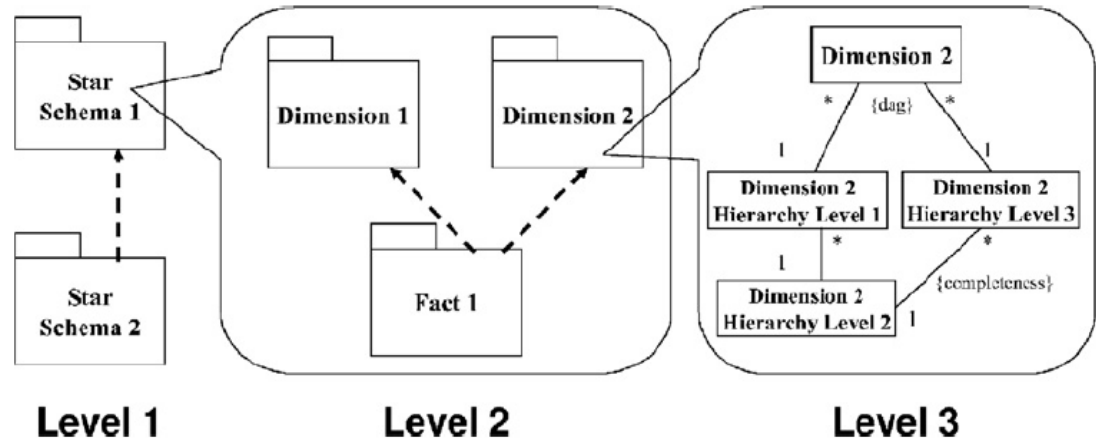 Star
Schema 1
Star
Schema 2
Level 1
Dimension 1
Dimension 2
Fact 1
Level 2
Dimension 2
*
{dag}
*
1
1
Dimension 2
Hierarchy Level 1
Dimension 2
Hierarchy Level 3
*
*
1
{completeness}
Dimension 2
Hierarchy Level 2
1
Level 3